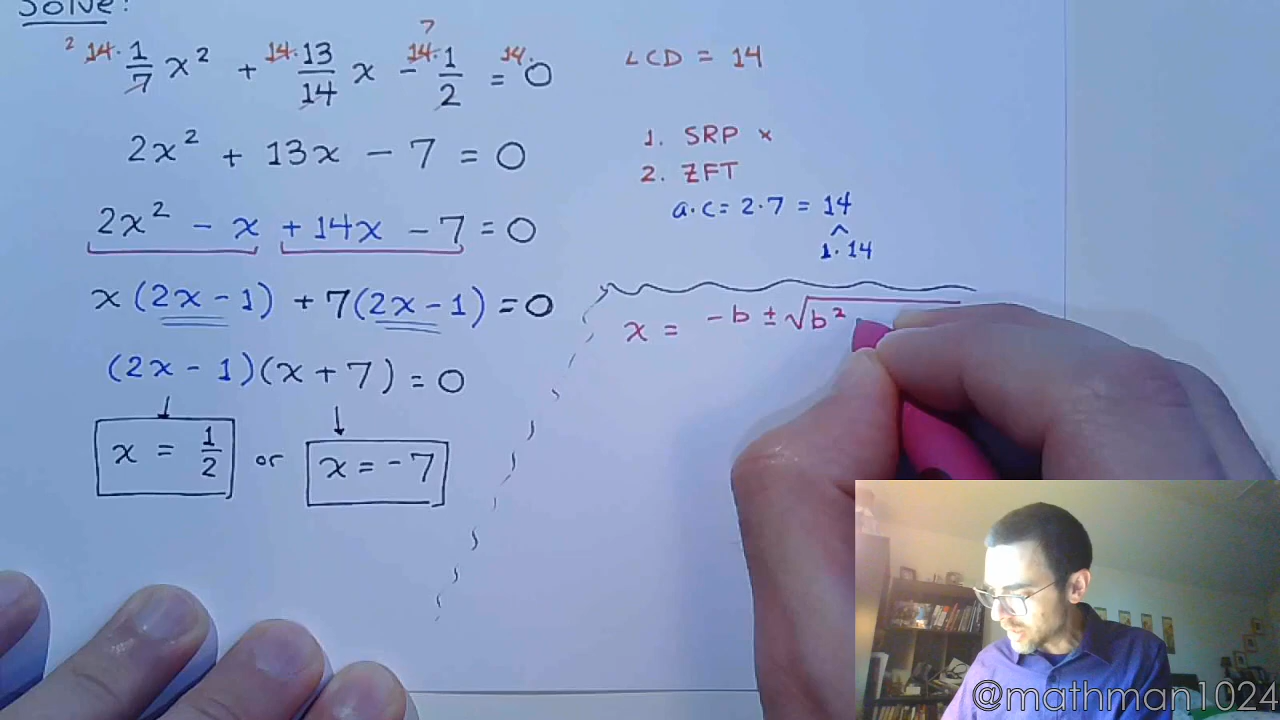 Solve:
2 14· 1/7 x² + 14· 13/14 x - 7 14· 1/2 = 14· 0
2x² + 13x - 7 = 0
2x² - x + 14x - 7 = 0
x(2x - 1) + 7(2x - 1) = 0
(2x - 1)(x + 7) = 0
x = 1/2 or x = -7
LCD = 14
1. SRP ×
2. ZFT
a·c = 2·7 = 14
1·14
x = -b ± √b²
@mathman1024